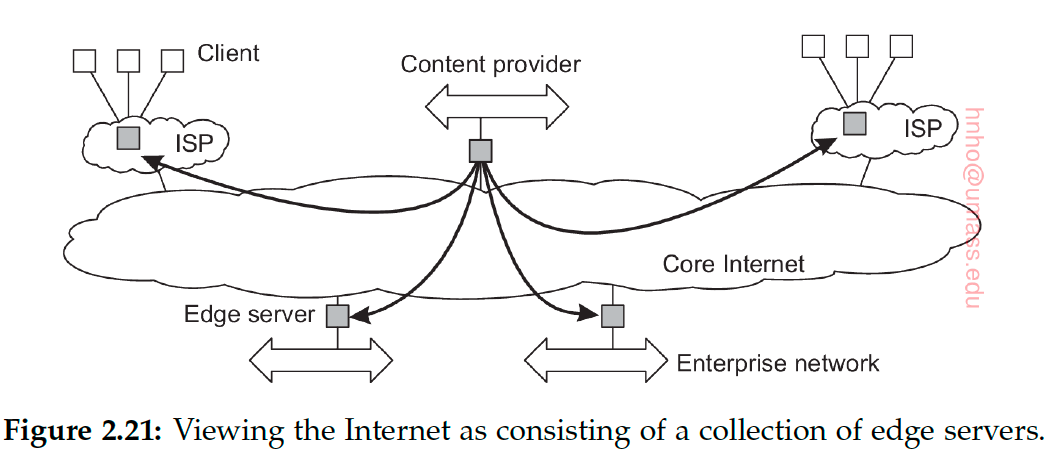 Client
Content provider
ISP
ISP
Core Internet
Edge server
Enterprise network
hnho@umass.edu
Figure 2.21: Viewing the Internet as consisting of a collection of edge servers.